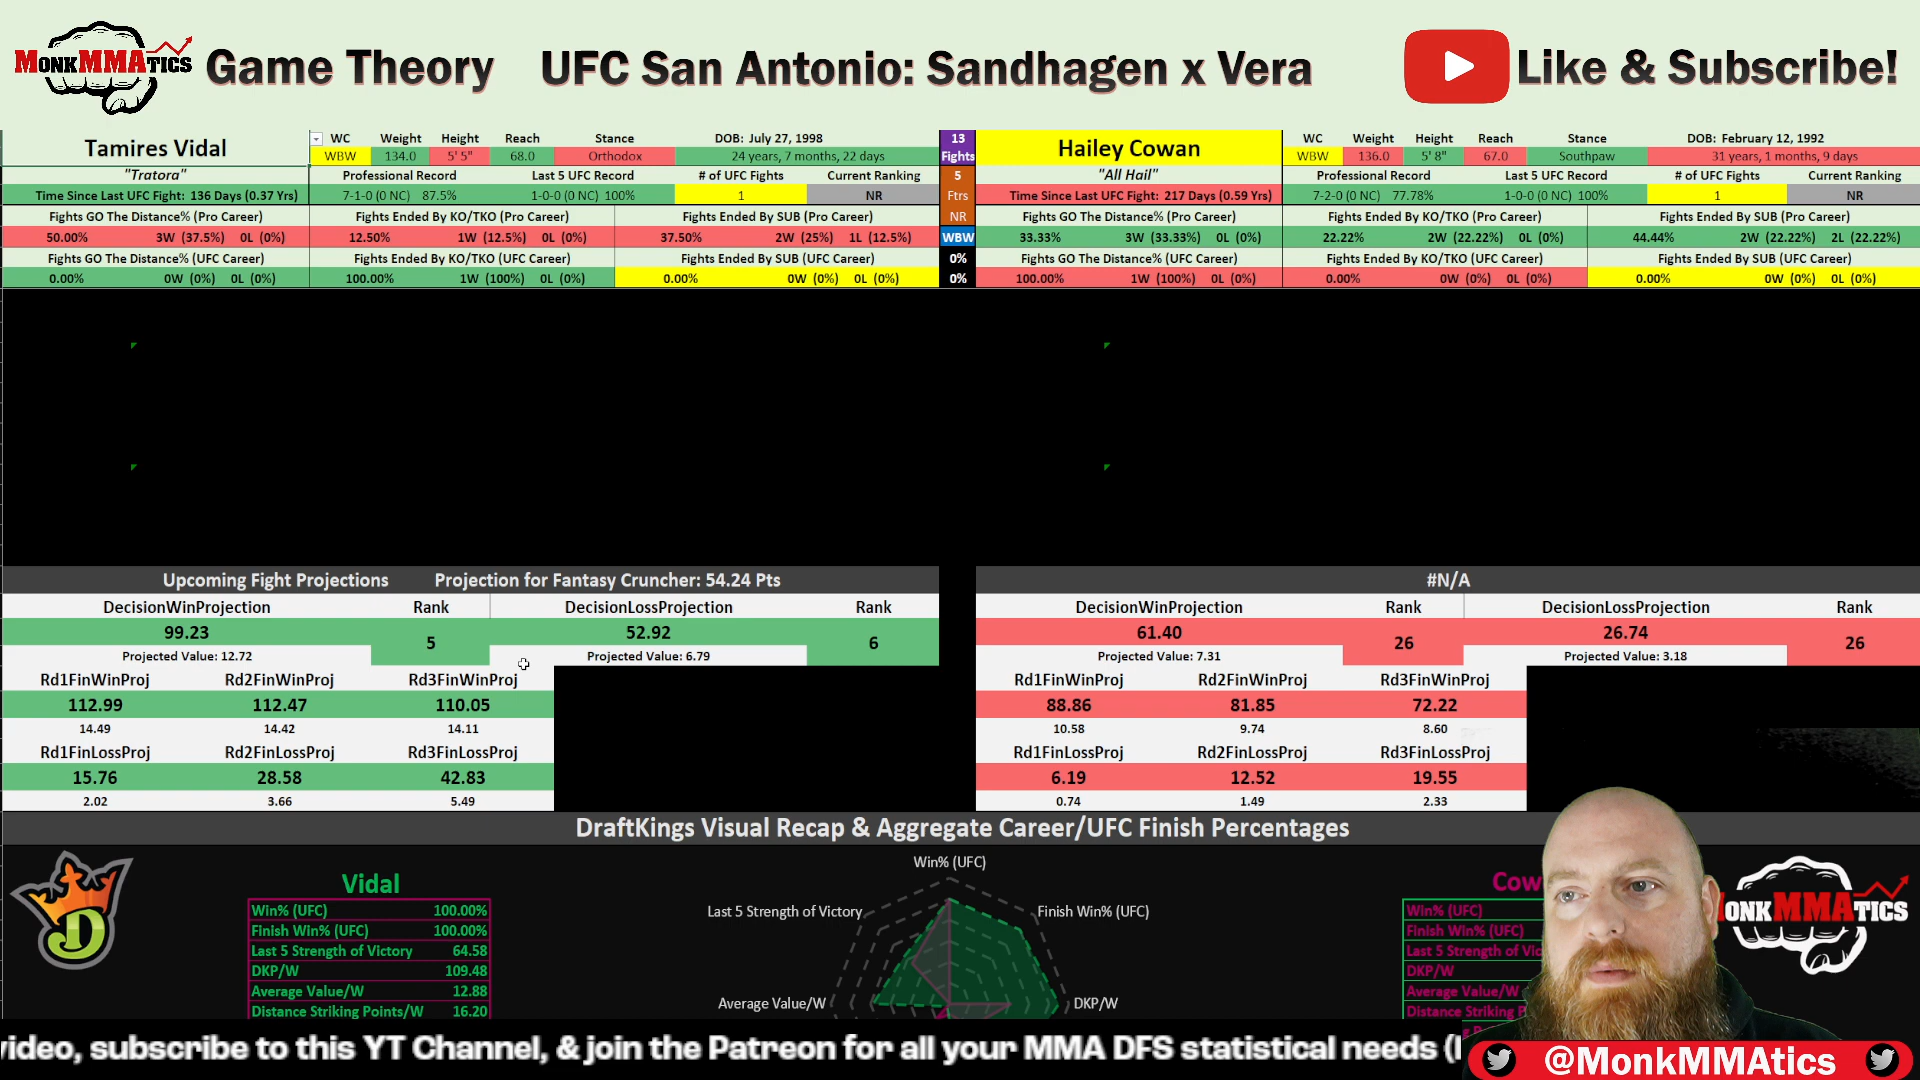 MONKMMATICS Game Theory UFC San Antonio: Sandhagen x Vera Like & Subscribe!
Tamires Vidal
WC Weight Height Reach Stance DOB: July 27, 1998
WBW 134.0 5' 5" 68.0 Orthodox 24 years, 7 months, 22 days
"Tratora" Professional Record Last 5 UFC Record # of UFC Fights Current Ranking
Time Since Last UFC Fight: 136 Days (0.37 Yrs) 7-1-0 (0 NC) 87.5% 1-0-0 (0 NC) 100% 1 NR
Fights GO The Distance% (Pro Career) Fights Ended By KO/TKO (Pro Career) Fights Ended By SUB (Pro Career)
50.00% 3W (37.5%) 0L (0%) 12.50% 1W (12.5%) 0L (0%) 37.50% 2W (25%) 1L (12.5%)
Fights GO The Distance% (UFC Career) Fights Ended By KO/TKO (UFC Career) Fights Ended By SUB (UFC Career)
0.00% 0W (0%) 0L (0%) 100.00% 1W (100%) 0L (0%) 0.00% 0W (0%) 0L (0%)
13
Fights
5
Ftrs
NR
WBW
0%
0%
Hailey Cowan
WC Weight Height Reach Stance DOB: February 12, 1992
WBW 136.0 5' 8" 67.0 Southpaw 31 years, 1 months, 9 days
"All Hail" Professional Record Last 5 UFC Record # of UFC Fights Current Ranking
Time Since Last UFC Fight: 217 Days (0.59 Yrs) 7-2-0 (0 NC) 77.78% 1-0-0 (0 NC) 100% 1 NR
Fights GO The Distance% (Pro Career) Fights Ended By KO/TKO (Pro Career) Fights Ended By SUB (Pro Career)
33.33% 3W (33.33%) 0L (0%) 22.22% 2W (22.22%) 0L (0%) 44.44% 2W (22.22%) 2L (22.22%)
Fights GO The Distance% (UFC Career) Fights Ended By KO/TKO (UFC Career) Fights Ended By SUB (UFC Career)
100.00% 1W (100%) 0L (0%) 0.00% 0W (0%) 0L (0%) 0.00% 0W (0%) 0L (0%)
Upcoming Fight Projections Projection for Fantasy Cruncher: 54.24 Pts
DecisionWinProjection Rank DecisionLossProjection Rank
99.23 5 52.92 6
Projected Value: 12.72 Projected Value: 6.79
Rd1FinWinProj Rd2FinWinProj Rd3FinWinProj
112.99 112.47 110.05
14.49 14.42 14.11
Rd1FinLossProj Rd2FinLossProj Rd3FinLossProj
15.76 28.58 42.83
2.02 3.66 5.49
#N/A
DecisionWinProjection Rank DecisionLossProjection Rank
61.40 26 26.74 26
Projected Value: 7.31 Projected Value: 3.18
Rd1FinWinProj Rd2FinWinProj Rd3FinWinProj
88.86 81.85 72.22
10.58 9.74 8.60
Rd1FinLossProj Rd2FinLossProj Rd3FinLossProj
6.19 12.52 19.55
0.74 1.49 2.33
DraftKings Visual Recap & Aggregate Career/UFC Finish Percentages
Vidal
Win% (UFC) 100.00%
Finish Win% (UFC) 100.00%
Last 5 Strength of Victory 64.58
DKP/W 109.48
Average Value/W 12.88
Distance Striking Points/W 16.20
Win% (UFC)
Last 5 Strength of Victory Finish Win% (UFC)
Average Value/W DKP/W
Cow
Win% (UFC)
Finish Win% (UFC)
Last 5 Strength of Vic
DKP/W
Average Value/W
Distance Striking P
ONKMMATICS
video, subscribe to this YT Channel, & join the Patreon for all your MMA DFS statistical needs (
@MonkMMAtics